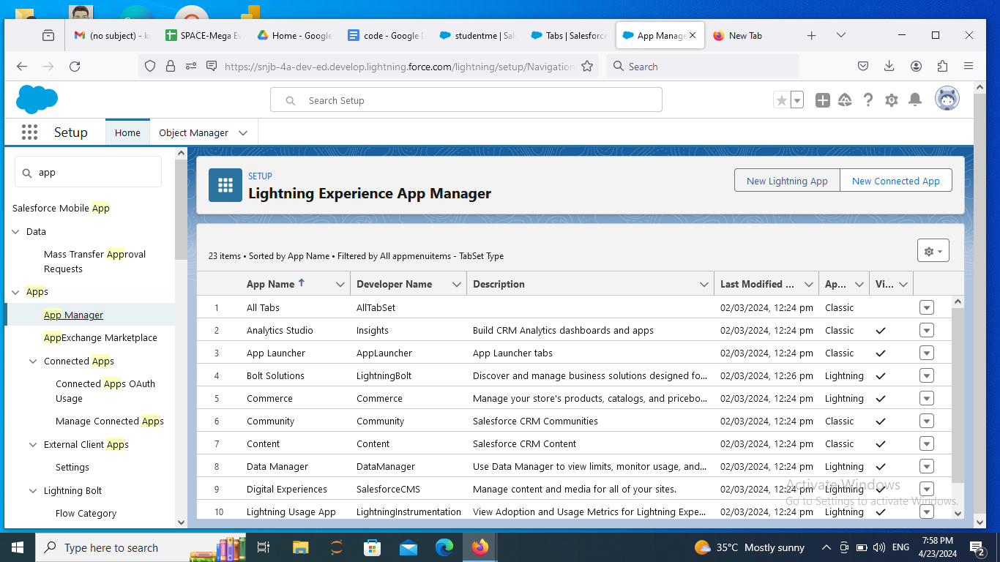 (no subject) - k
SPACE-Mega Ev
Home - Google
code - Google D
studentme | Sal
Tabs | Salesforce
App Manage
New Tab
https://snjb-4a-dev-ed.develop.lightning.force.com/lightning/setup/Navigation
Search
Search Setup
Setup
Home
Object Manager
app
Salesforce Mobile App
Data
Mass Transfer Approval
Requests
Apps
App Manager
AppExchange Marketplace
Connected Apps
Connected Apps OAuth
Usage
Manage Connected Apps
External Client Apps
Settings
Lightning Bolt
Flow Category
SETUP
Lightning Experience App Manager
New Lightning App
New Connected App
23 items • Sorted by App Name • Filtered by All appmenuitems - TabSet Type
App Name Developer Name Description Last Modified ... Ap... Vi...
1 All Tabs AllTabSet 02/03/2024, 12:24 pm Classic
2 Analytics Studio Insights Build CRM Analytics dashboards and apps 02/03/2024, 12:24 pm Classic
3 App Launcher AppLauncher App Launcher tabs 02/03/2024, 12:24 pm Classic
4 Bolt Solutions LightningBolt Discover and manage business solutions designed fo... 02/03/2024, 12:26 pm Lightning
5 Commerce Commerce Manage your store's products, catalogs, and pricebo... 02/03/2024, 12:24 pm Lightning
6 Community Community Salesforce CRM Communities 02/03/2024, 12:24 pm Classic
7 Content Content Salesforce CRM Content 02/03/2024, 12:24 pm Classic
8 Data Manager DataManager Use Data Manager to view limits, monitor usage, and... 02/03/2024, 12:24 pm Lightning
9 Digital Experiences SalesforceCMS Manage content and media for all of your sites. 02/03/2024, 12:24 pm Lightning
10 Lightning Usage App LightningInstrumentation View Adoption and Usage Metrics for Lightning Expe... 02/03/2024, 12:24 pm Lightning
Activate Windows
Go to Settings to activate Windows.
Type here to search
35°C Mostly sunny
ENG
7:58 PM
4/23/2024
2